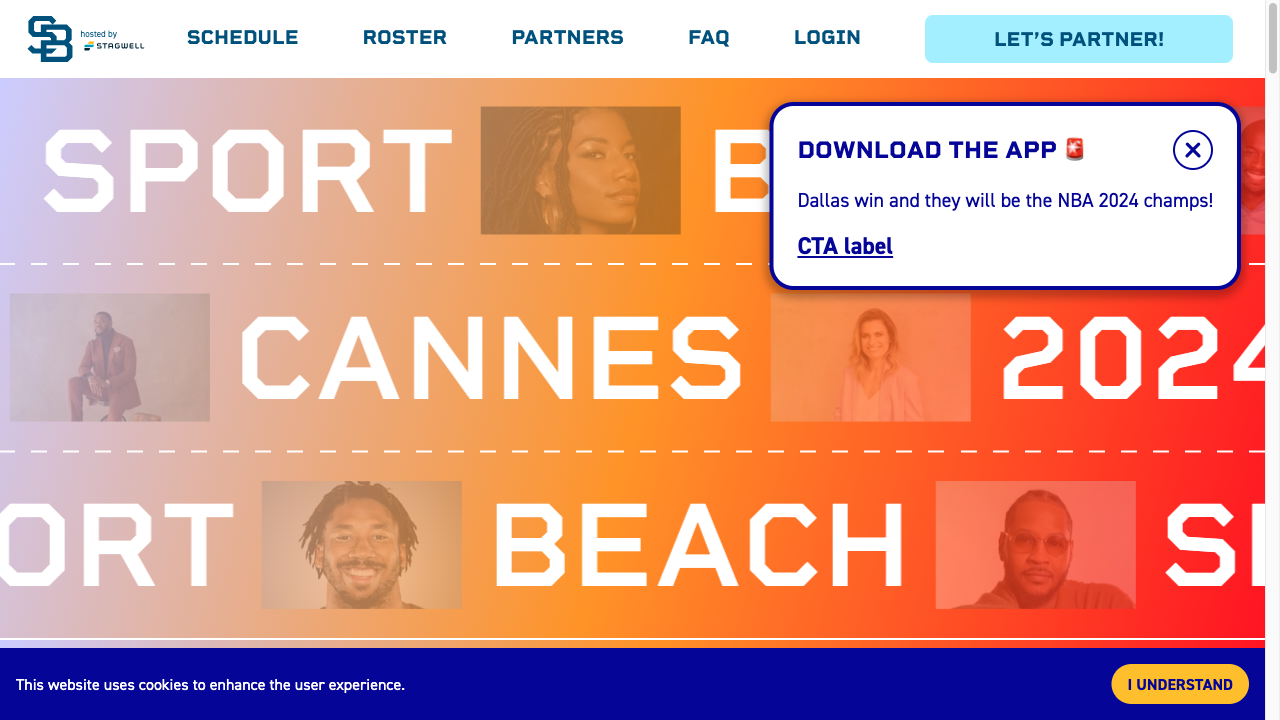 SB
hosted by
STAGWELL
SCHEDULE
ROSTER
PARTNERS
FAQ
LOGIN
LET’S PARTNER!
SPORT B
DOWNLOAD THE APP 🚨
Dallas win and they will be the NBA 2024 champs!
CTA label
CANNES 2024
ORT BEACH S
This website uses cookies to enhance the user experience.
I UNDERSTAND